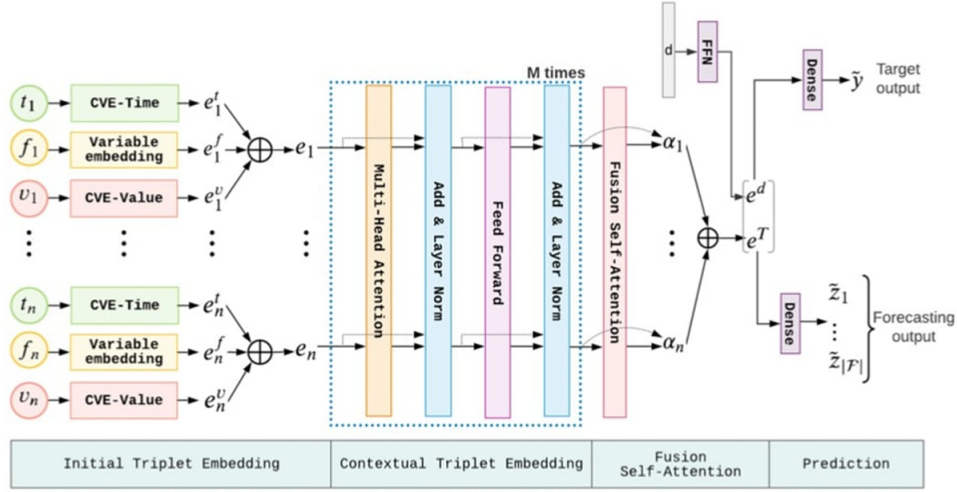 d
FFN
Dense
ỹ
Target
output
M times
t₁
CVE-Time
e₁ᵗ
f₁
Variable
embedding
e₁ᶠ
⊕
e₁
v₁
CVE-Value
e₁ᵛ
Multi-Head Attention
Add & Layer Norm
Feed Forward
Add & Layer Norm
Fusion Self-Attention
α₁
eᵈ
eᵀ
⊕
tₙ
CVE-Time
eₙᵗ
fₙ
Variable
embedding
eₙᶠ
⊕
eₙ
vₙ
CVE-Value
eₙᵛ
αₙ
Dense
z̃₁
z̃|𝓕|
Forecasting
output
Initial Triplet Embedding
Contextual Triplet Embedding
Fusion
Self-Attention
Prediction